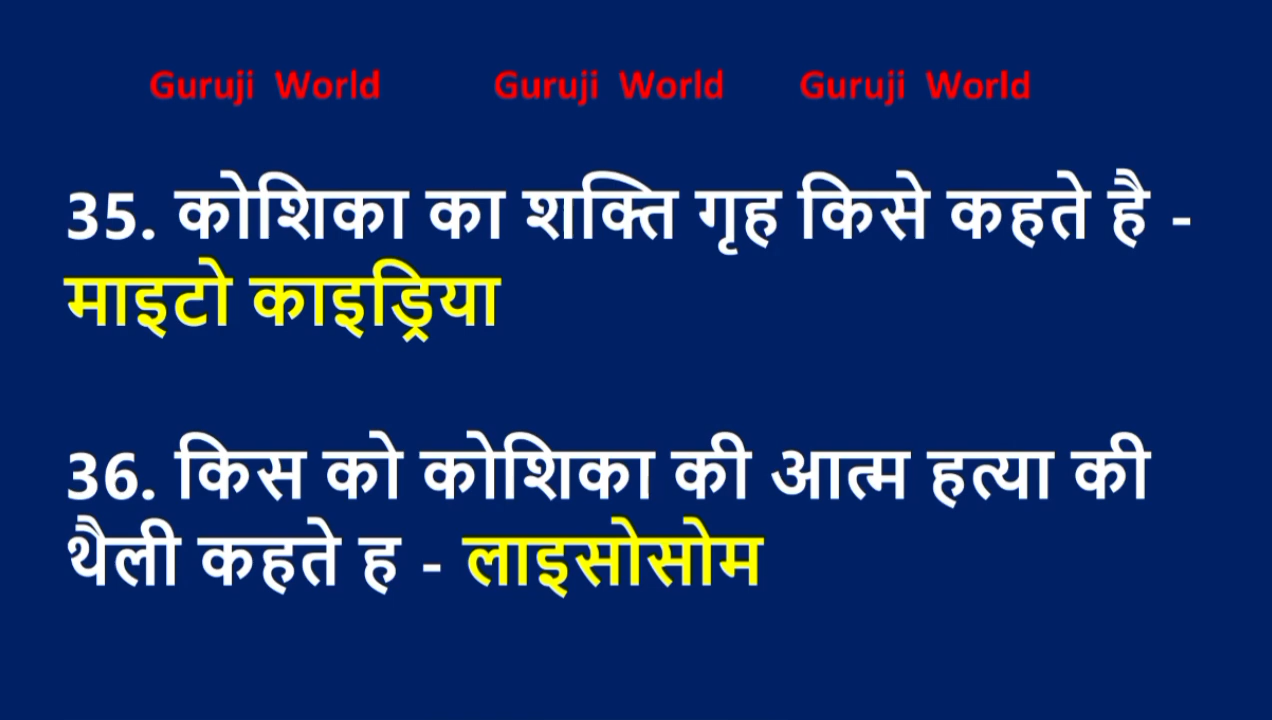 Guruji World Guruji World Guruji World
35. कोशिका का शक्ति गृह किसे कहते है -
माइटो काइड्रिया
36. किस को कोशिका की आत्म हत्या की
थैली कहते ह - लाइसोसोम